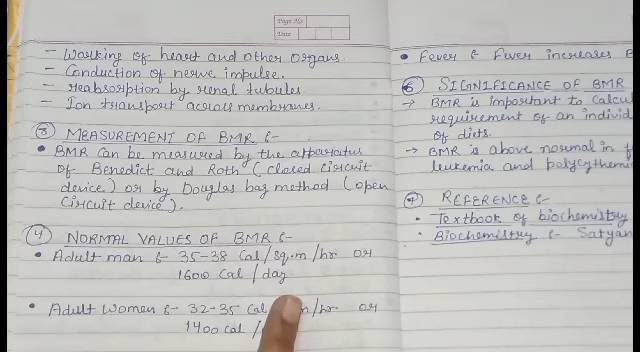 Page No.
Date
- Working of heart and other organs.
- Conduction of nerve impulse.
- Reabsorption by renal tubules.
- Ion transport across membranes.
③ MEASUREMENT OF BMR :-
• BMR can be measured by the apparatus
of Benedict and Roth (closed circuit
device) or by Douglas bag method (open
circuit device).
④ NORMAL VALUES OF BMR :-
• Adult man :- 35-38 Cal/sq.m/hr or
1600 Cal / day
• Adult Women :- 32-35 Cal m/hr or
1400 Cal /
• Fever :- Fever increases B
⑥ SIGNIFICANCE OF BMR
→ BMR is important to calcu
requirement of an individ
of diets.
→ BMR is above normal in
leukemia and polycythemi
⑦ REFERENCE :-
• Textbook of biochemistry
• Biochemistry :- Satyan